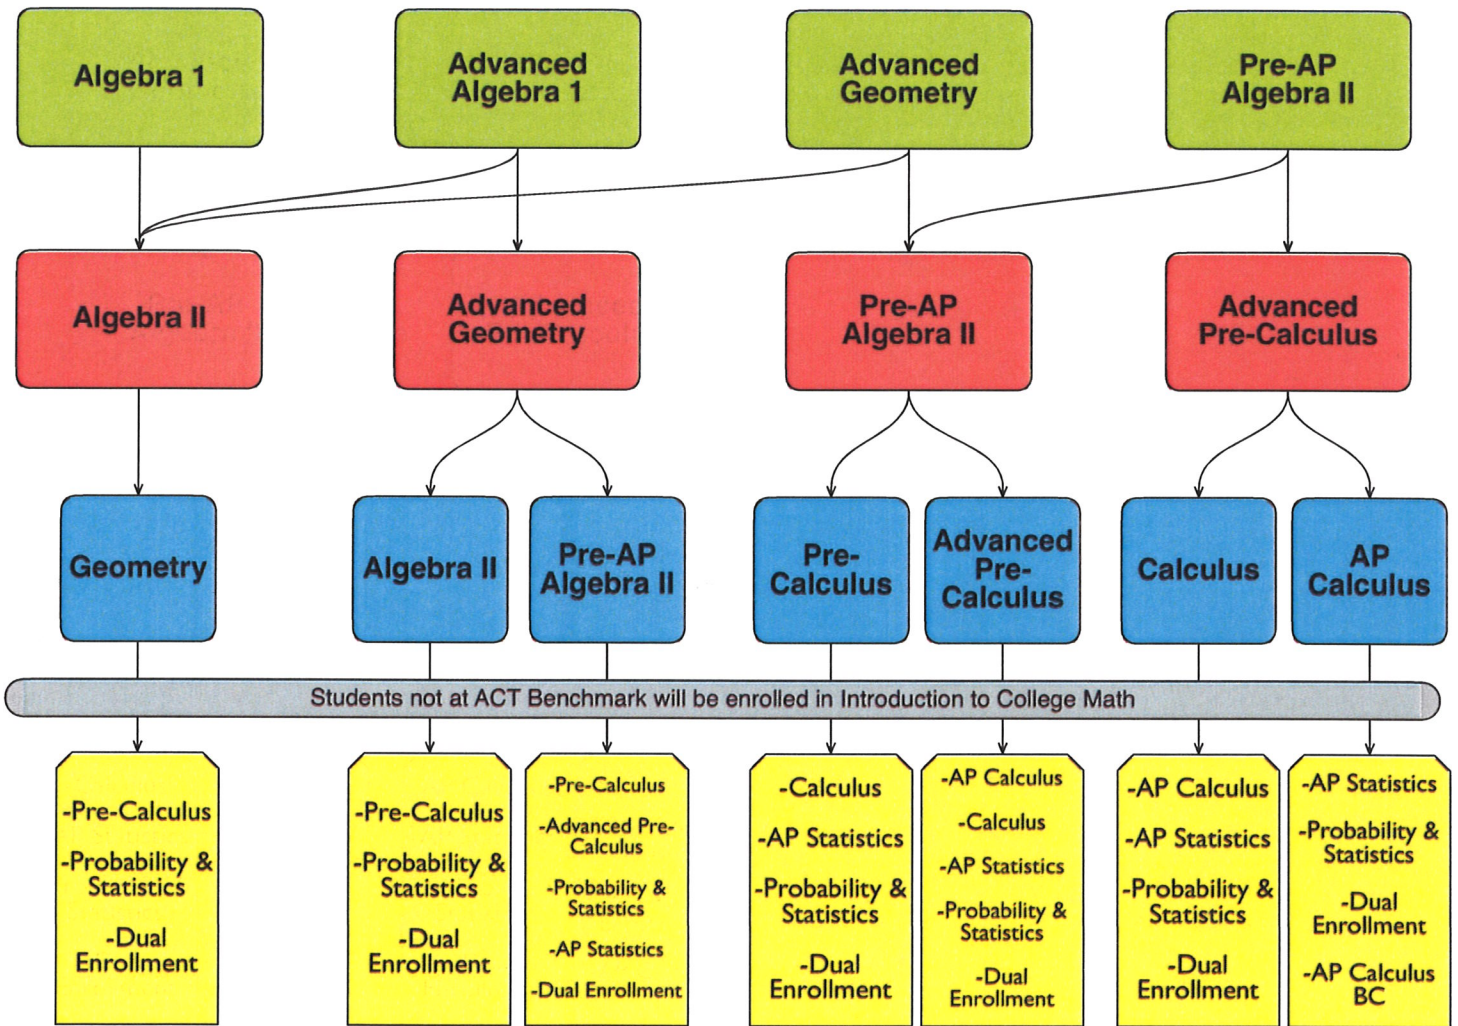 Algebra 1
Advanced
Algebra 1
Advanced
Geometry
Pre-AP
Algebra II
Algebra II
Advanced
Geometry
Pre-AP
Algebra II
Advanced
Pre-Calculus
Geometry
Algebra II
Pre-AP
Algebra II
Pre-
Calculus
Advanced
Pre-
Calculus
Calculus
AP
Calculus
Students not at ACT Benchmark will be enrolled in Introduction to College Math
-Pre-Calculus
-Probability &
Statistics
-Dual
Enrollment
-Pre-Calculus
-Probability &
Statistics
-Dual
Enrollment
-Pre-Calculus
-Advanced Pre-
Calculus
-Probability &
Statistics
-AP Statistics
-Dual Enrollment
-Calculus
-AP Statistics
-Probability &
Statistics
-Dual
Enrollment
-AP Calculus
-Calculus
-AP Statistics
-Probability &
Statistics
-Dual
Enrollment
-AP Calculus
-AP Statistics
-Probability &
Statistics
-Dual
Enrollment
-AP Statistics
-Probability &
Statistics
-Dual
Enrollment
-AP Calculus
BC